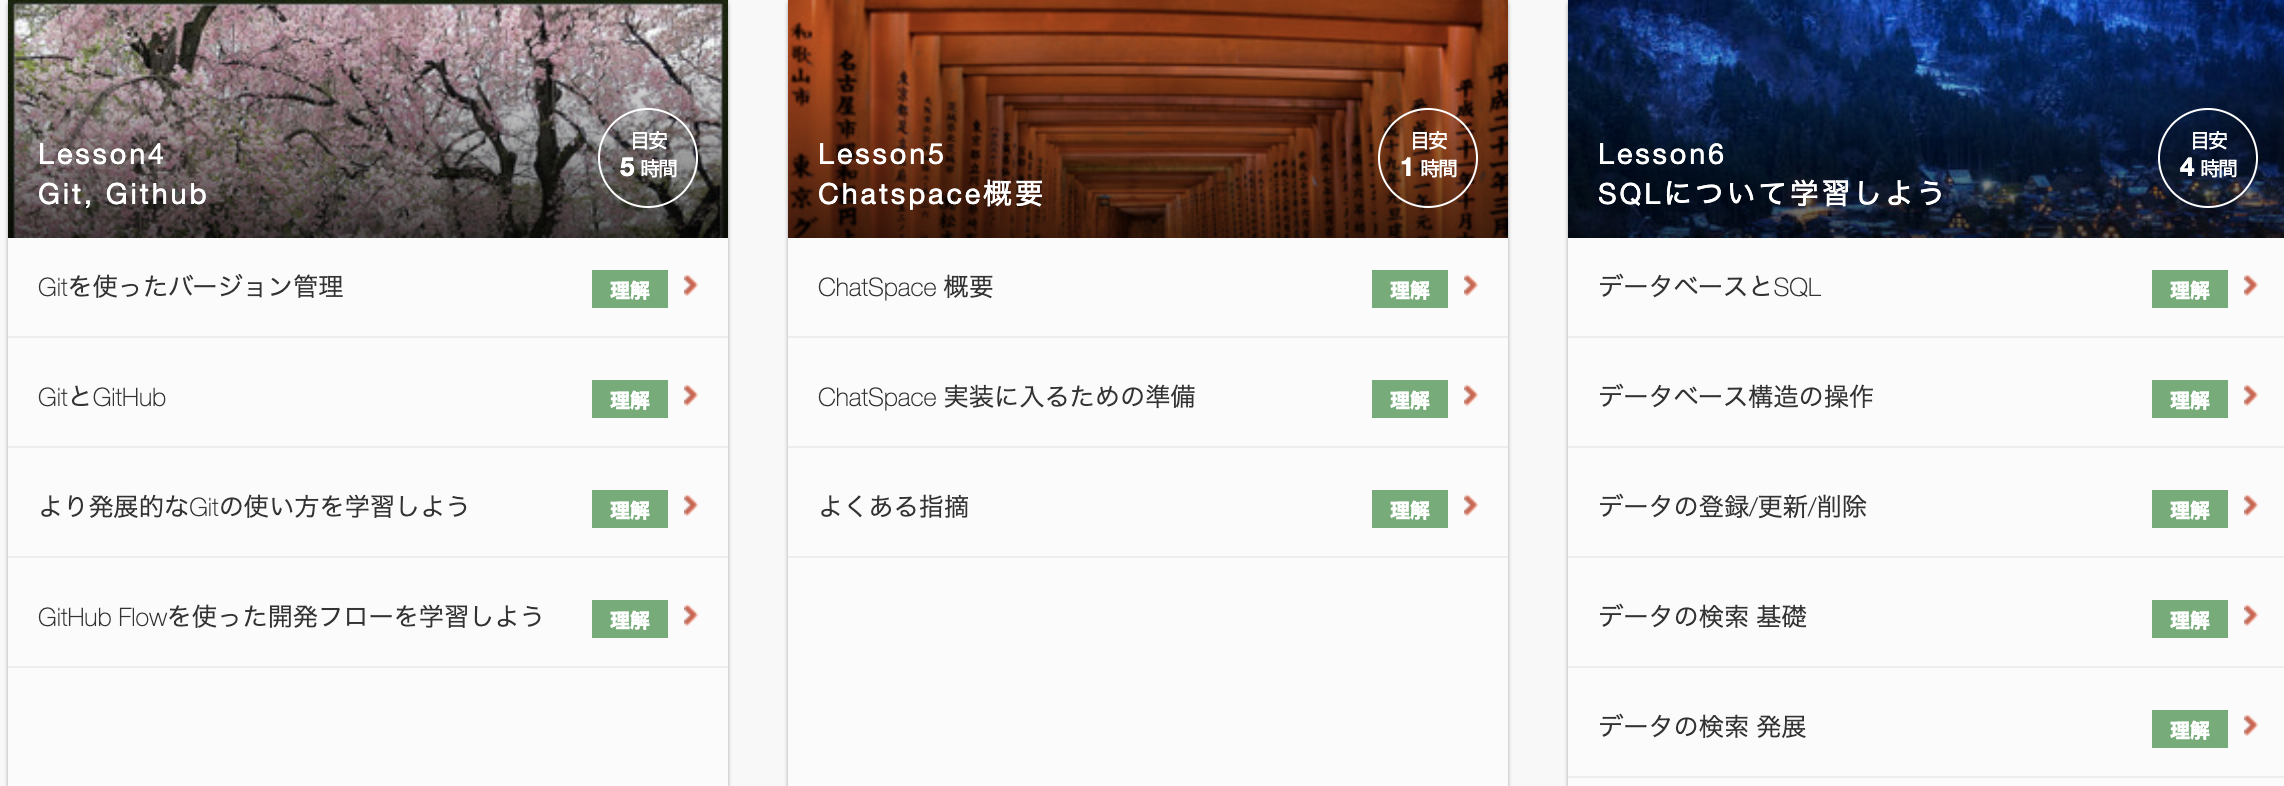 Lesson4
Git, Github
目安
5 時間
Gitを使ったバージョン管理
理解
GitとGitHub
理解
より発展的なGitの使い方を学習しよう
理解
GitHub Flowを使った開発フローを学習しよう
理解
和歌山市
名古屋市
東京
Lesson5
Chatspace概要
目安
1 時間
ChatSpace 概要
理解
ChatSpace 実装に入るための準備
理解
よくある指摘
理解
Lesson6
SQLについて学習しよう
目安
4 時間
データベースとSQL
理解
データベース構造の操作
理解
データの登録/更新/削除
理解
データの検索 基礎
理解
データの検索 発展
理解